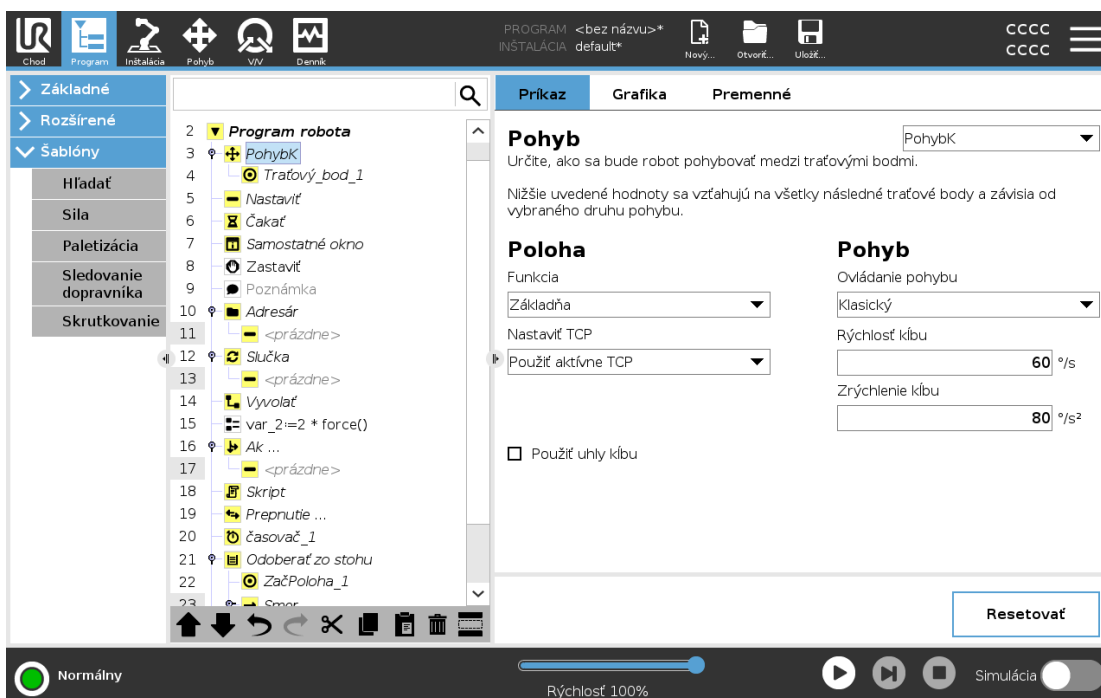 PROGRAM <bez názvu>*
INŠTALÁCIA default*
CCCC
CCCC
Chod
Program
Inštalácia
Pohyb
V/V
Denník
Nový...
Otvoriť...
Uložiť...
Základné
Rozšírené
Šablóny
Hľadať
Sila
Paletizácia
Sledovanie
dopravníka
Skrutkovanie
2 Program robota
3 PohybK
4 Traťový_bod_1
5 Nastaviť
6 Čakať
7 Samostatné okno
8 Zastaviť
9 Poznámka
10 Adresár
11 <prázdne>
12 Slučka
13 <prázdne>
14 Vyvolať
15 var_2≔2 * force()
16 Ak ...
17 <prázdne>
18 Skript
19 Prepnutie ...
20 časovač_1
21 Odoberať zo stohu
22 ZačPoloha_1
23 Smer
Príkaz
Grafika
Premenné
Pohyb
PohybK
Určite, ako sa bude robot pohybovať medzi traťovými bodmi.
Nižšie uvedené hodnoty sa vzťahujú na všetky následné traťové body a závisia od
vybraného druhu pohybu.
Poloha
Funkcia
Základňa
Nastaviť TCP
Použiť aktívne TCP
Použiť uhly kĺbu
Pohyb
Ovládanie pohybu
Klasický
Rýchlosť kĺbu
60 °/s
Zrýchlenie kĺbu
80 °/s²
Resetovať
Normálny
Rýchlosť 100%
Simulácia